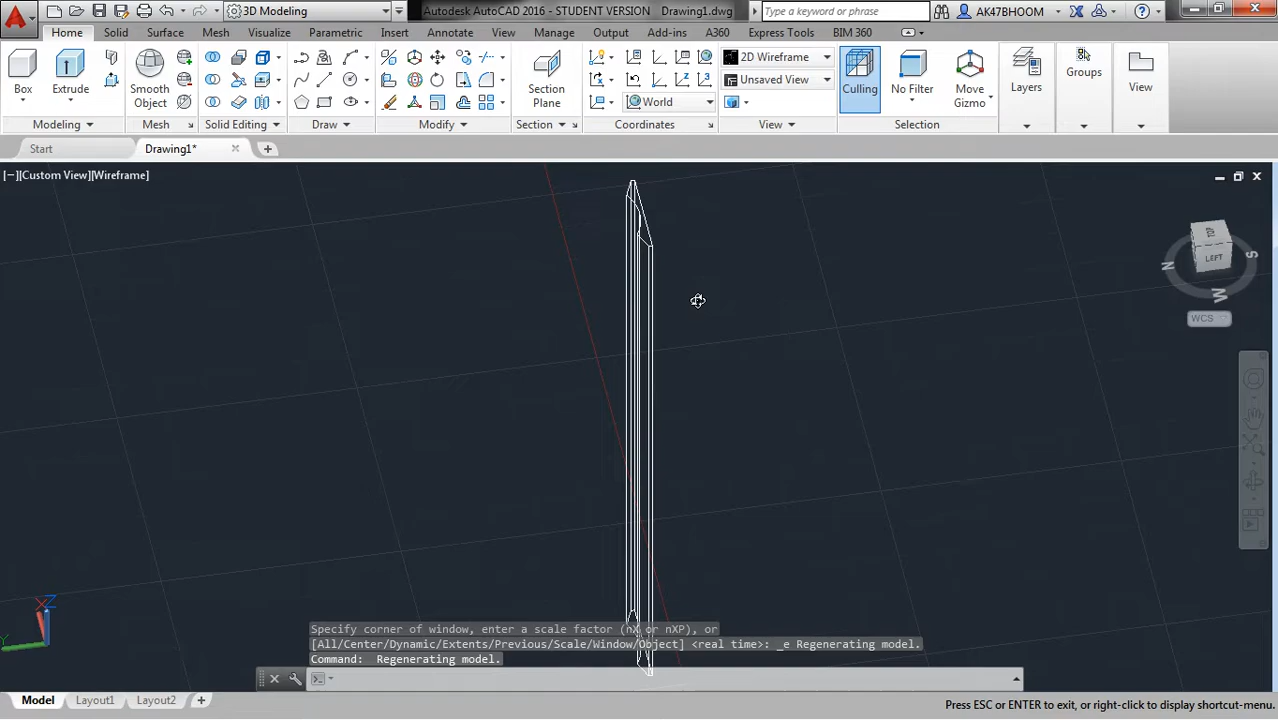 3D Modeling
Autodesk AutoCAD 2016 - STUDENT VERSION Drawing1.dwg
Type a keyword or phrase
AK47BHOOM
Home Solid Surface Mesh Visualize Parametric Insert Annotate View Manage Output Add-ins A360 Express Tools BIM 360
Box
Extrude
Smooth
Object
Section
Plane
2D Wireframe
Unsaved View
World
Culling
No Filter
Move
Gizmo
Layers
Groups
View
Modeling
Mesh
Solid Editing
Draw
Modify
Section
Coordinates
View
Selection
Start
Drawing1*
[−][Custom View][Wireframe]
TOP
LEFT
N
S
W
WCS
X
Z
Y
Specify corner of window, enter a scale factor (nX or nXP), or
[All/Center/Dynamic/Extents/Previous/Scale/Window/Object] <real time>: _e Regenerating model.
Command: Regenerating model.
Model Layout1 Layout2
Press ESC or ENTER to exit, or right-click to display shortcut-menu.